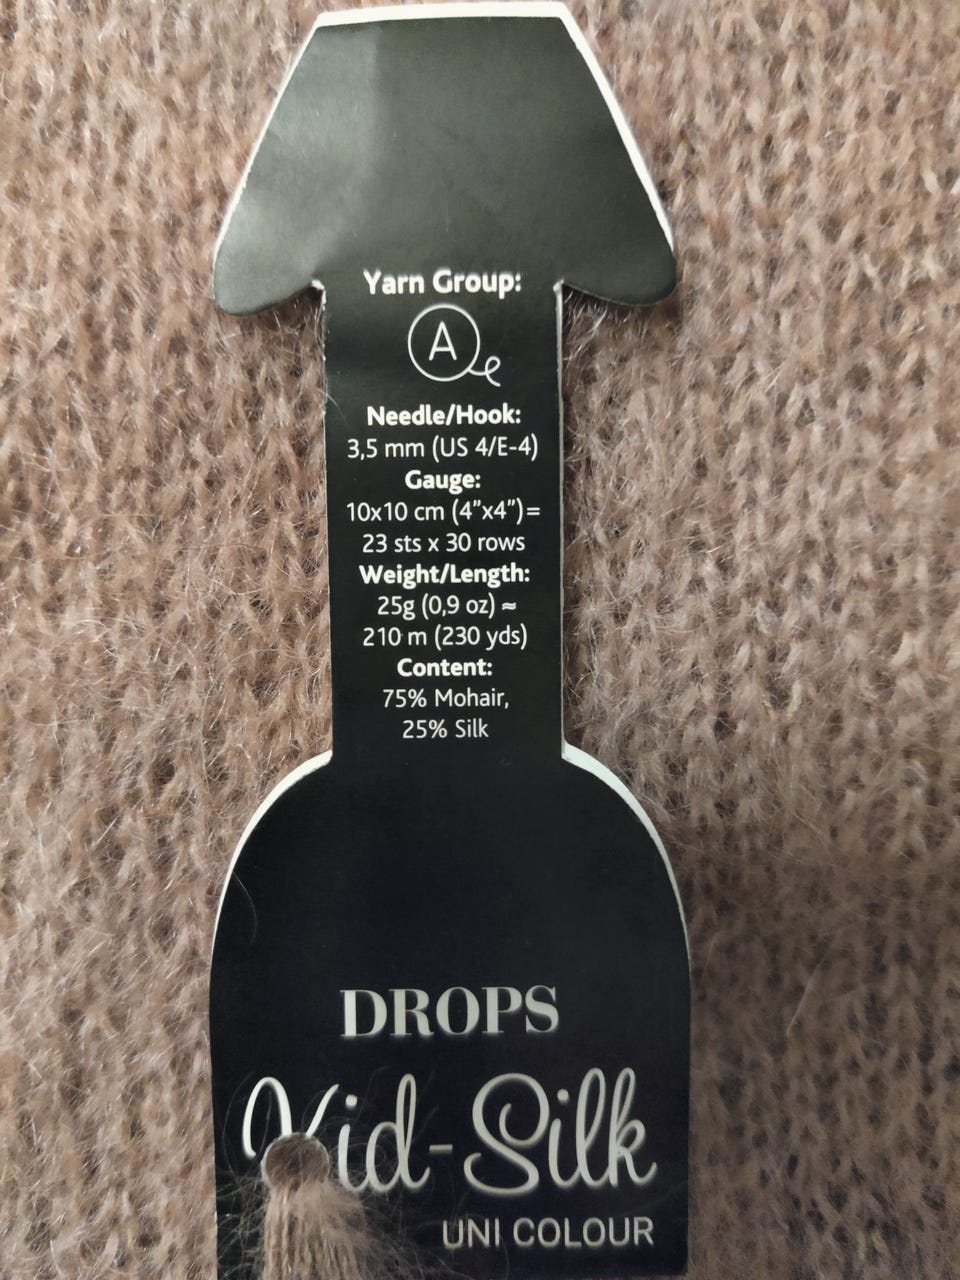 Yarn Group:
A
Needle/Hook:
3,5 mm (US 4/E-4)
Gauge:
10x10 cm (4"x4")=
23 sts x 30 rows
Weight/Length:
25g (0,9 oz) ≈
210 m (230 yds)
Content:
75% Mohair,
25% Silk
DROPS
Kid-Silk
UNI COLOUR